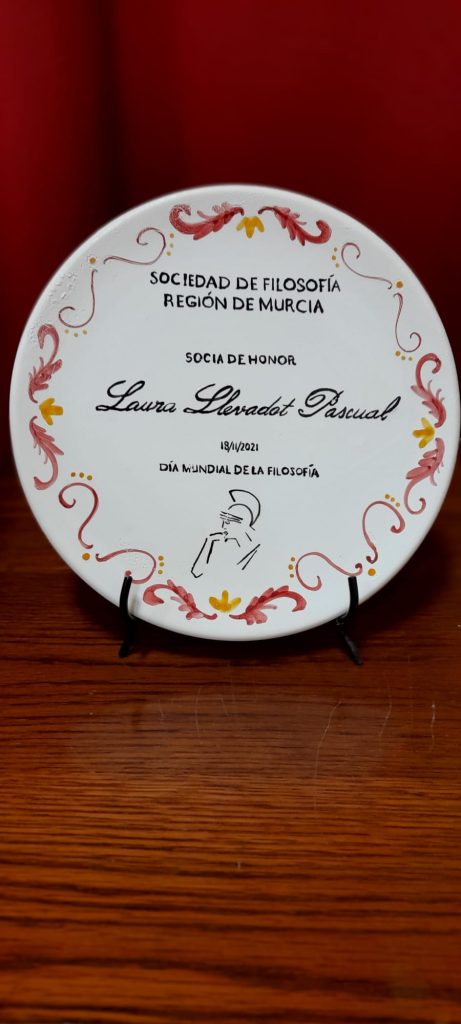 SOCIEDAD DE FILOSOFÍA
REGIÓN DE MURCIA
SOCIA DE HONOR
Laura Llevadot Pascual
18/11/2021
DÍA MUNDIAL DE LA FILOSOFÍA